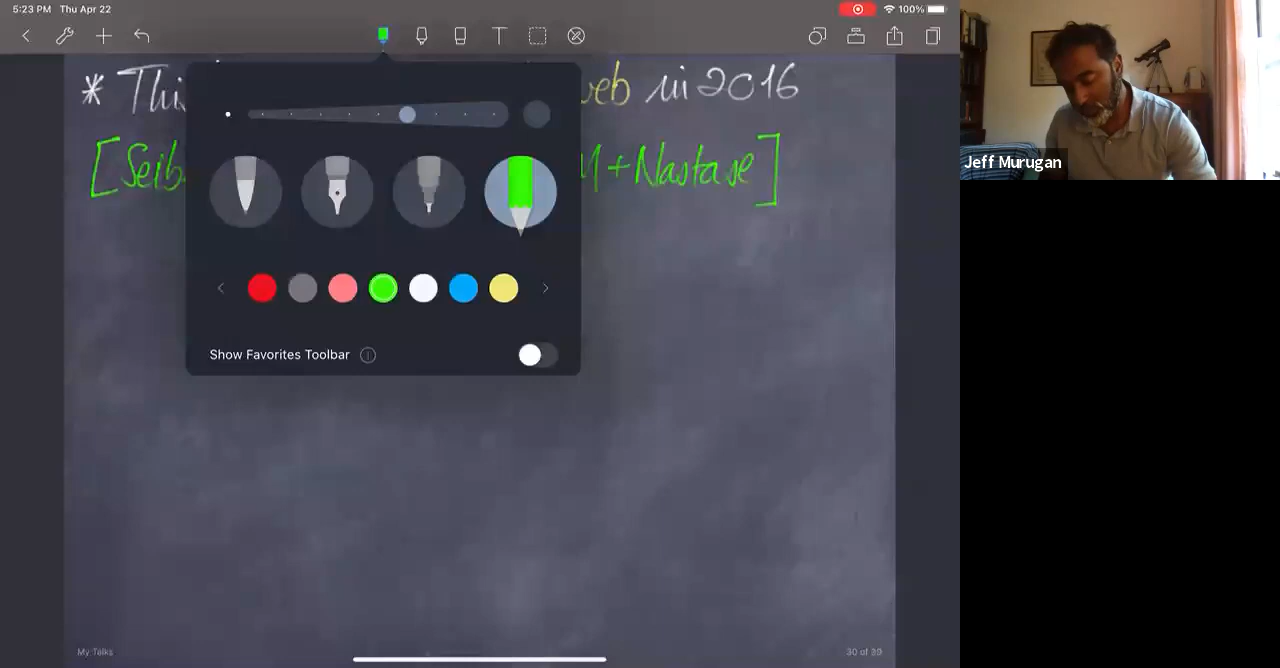 5:23 PM Thu Apr 22
100%
* This web in 2016
[Seib M+Nastase]
Show Favorites Toolbar
Jeff Murugan
My Talks
30 of 39